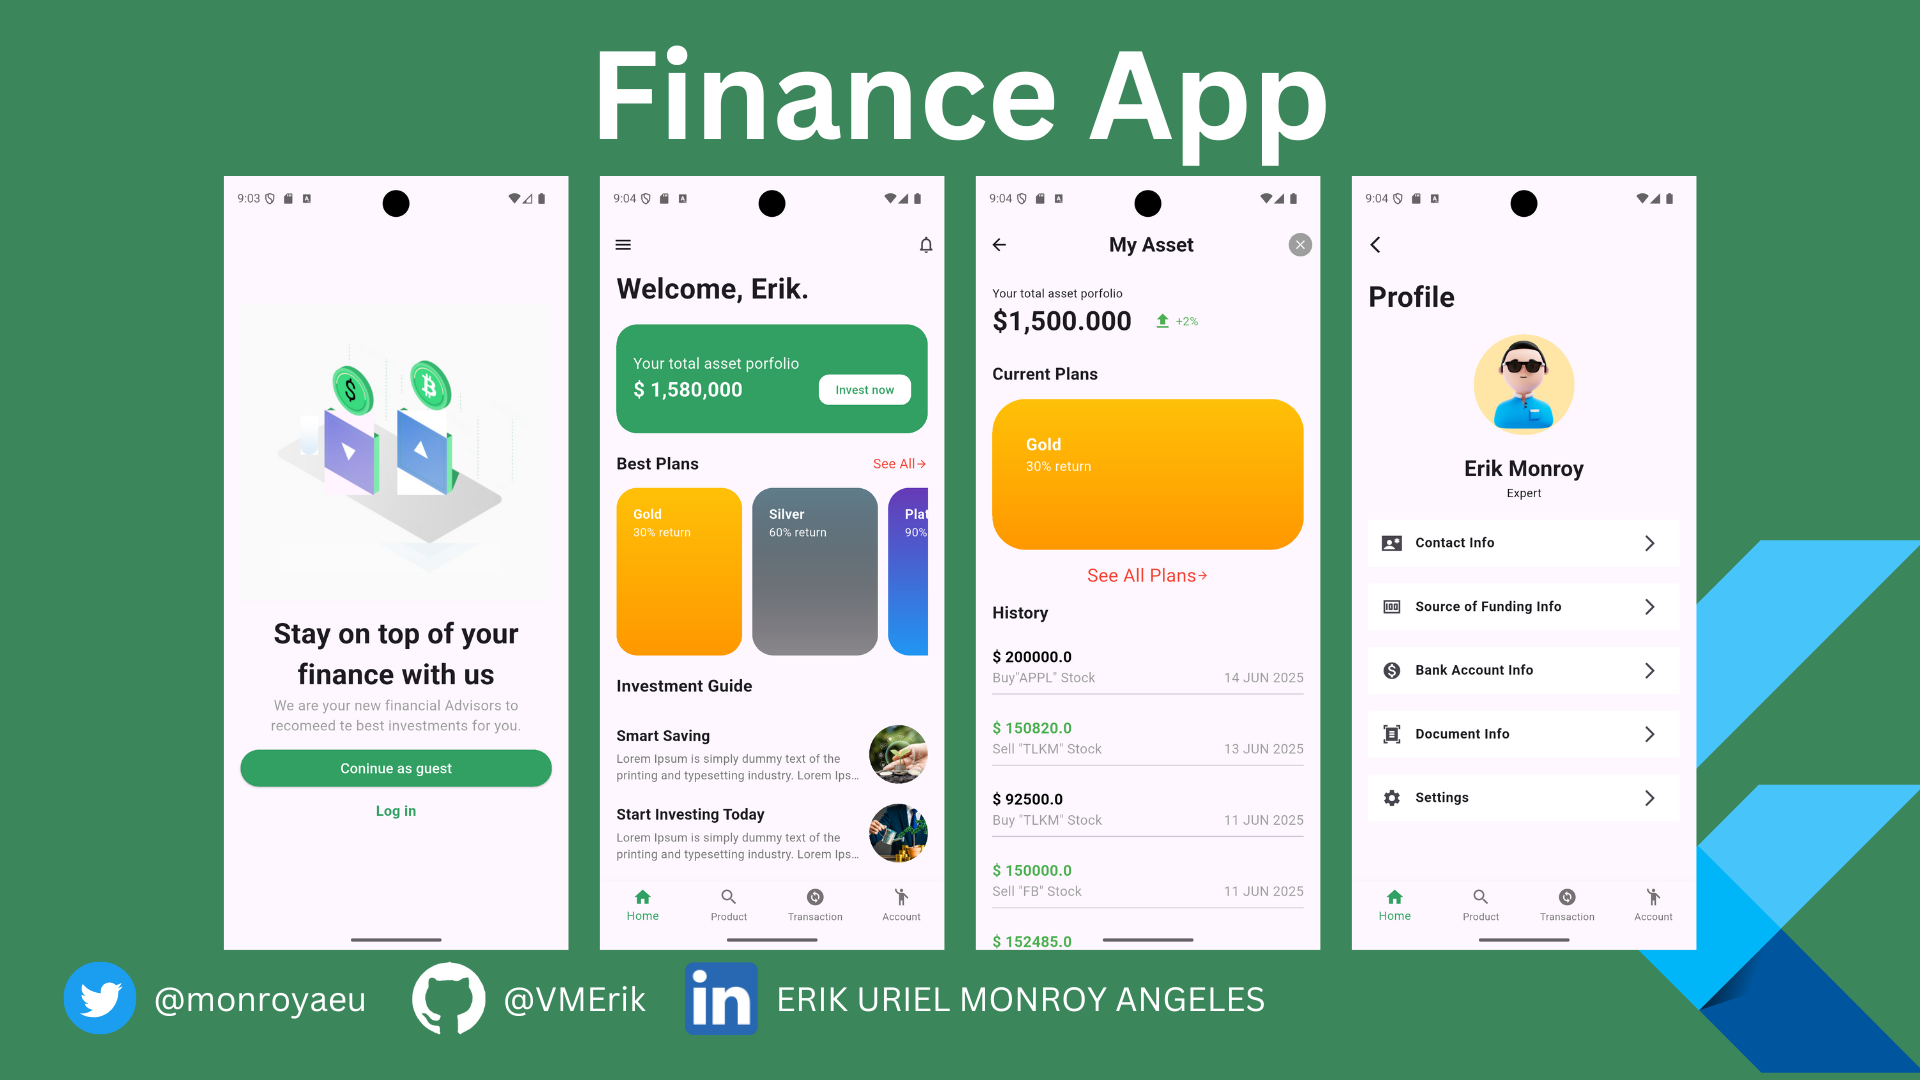 Finance App
9:03
Stay on top of your
finance with us
We are your new financial Advisors to
recomeed te best investments for you.
Coninue as guest
Log in
9:04
Welcome, Erik.
Your total asset porfolio
$ 1,580,000
Invest now
Best Plans
See All
Gold
30% return
Silver
60% return
Plat
90%
Investment Guide
Smart Saving
Lorem Ipsum is simply dummy text of the
printing and typesetting industry. Lorem Ips...
Start Investing Today
Lorem Ipsum is simply dummy text of the
printing and typesetting industry. Lorem Ips...
Home
Product
Transaction
Account
9:04
My Asset
Your total asset porfolio
$1,500.000
+2%
Current Plans
Gold
30% return
See All Plans
History
$ 200000.0
Buy"APPL" Stock
14 JUN 2025
$ 150820.0
Sell "TLKM" Stock
13 JUN 2025
$ 92500.0
Buy "TLKM" Stock
11 JUN 2025
$ 150000.0
Sell "FB" Stock
11 JUN 2025
$ 152485.0
9:04
Profile
Erik Monroy
Expert
Contact Info
Source of Funding Info
Bank Account Info
Document Info
Settings
Home
Product
Transaction
Account
@monroyaeu
@VMErik
in
ERIK URIEL MONROY ANGELES